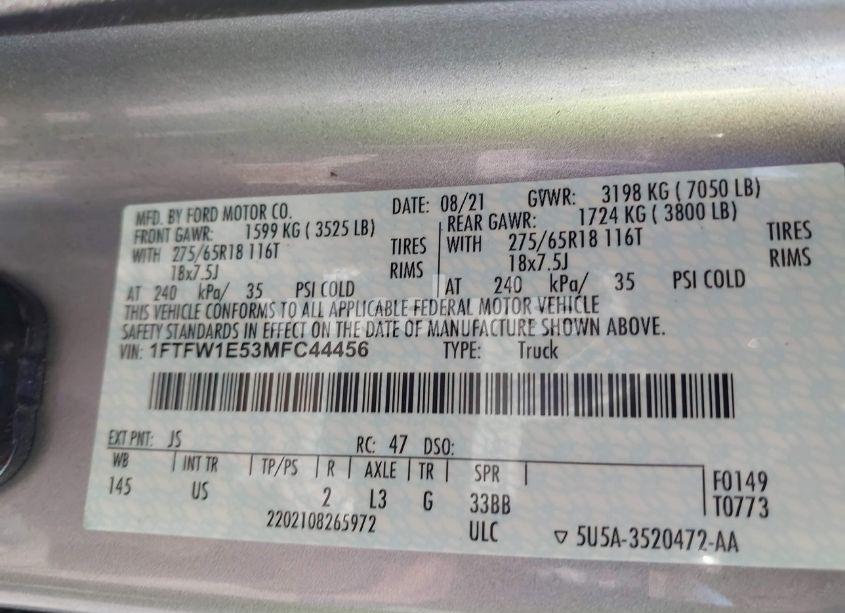 MFD. BY FORD MOTOR CO. DATE: 08/21 GVWR: 3198 KG ( 7050 LB)
FRONT GAWR: 1599 KG ( 3525 LB) REAR GAWR: 1724 KG ( 3800 LB)
WITH 275/65R18 116T TIRES WITH 275/65R18 116T TIRES
18x7.5J RIMS 18x7.5J RIMS
AT 240 kPa/ 35 PSI COLD AT 240 kPa/ 35 PSI COLD
THIS VEHICLE CONFORMS TO ALL APPLICABLE FEDERAL MOTOR VEHICLE
SAFETY STANDARDS IN EFFECT ON THE DATE OF MANUFACTURE SHOWN ABOVE.
VIN: 1FTFW1E53MFC44456 TYPE: Truck
EXT PNT: JS RC: 47 DSO:
WB INT TR TP/PS R AXLE TR SPR F0149
145 US 2 L3 G 33BB T0773
2202108265972 ULC ▽ 5U5A-3520472-AA